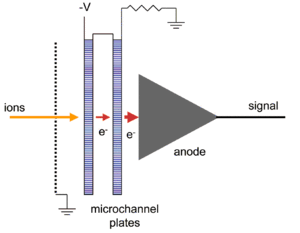 -V
ions
signal
e-
e-
anode
microchannel
plates